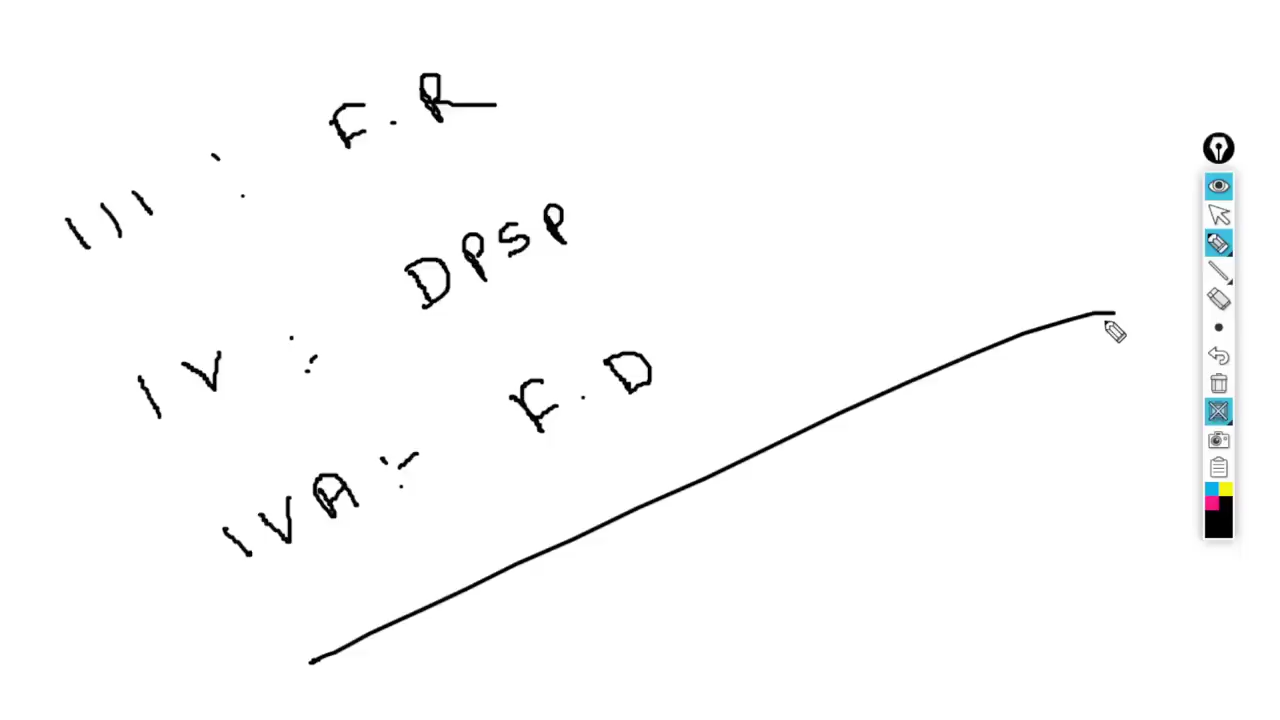 III :- F.R
IV :- DPSP
IVA :- F.D